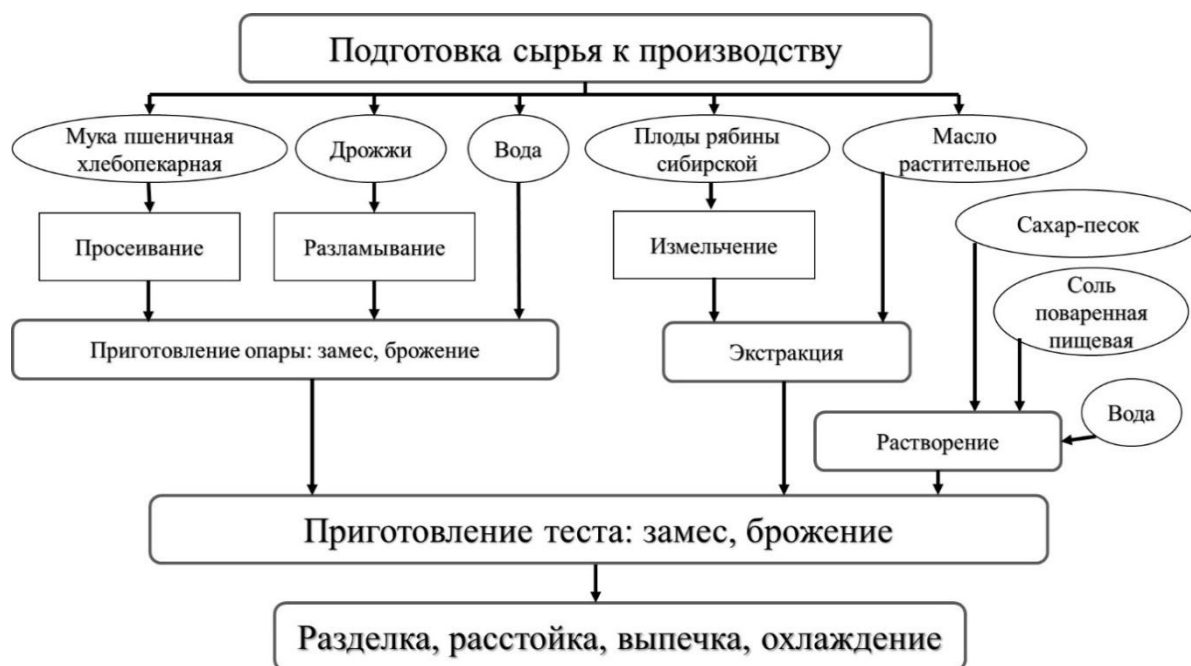 Подготовка сырья к производству
Мука пшеничная
хлебопекарная
Дрожжи
Вода
Плоды рябины
сибирской
Масло
растительное
Просеивание
Разламывание
Измельчение
Сахар-песок
Соль
поваренная
пищевая
Приготовление опары: замес, брожение
Экстракция
Вода
Растворение
Приготовление теста: замес, брожение
Разделка, расстойка, выпечка, охлаждение